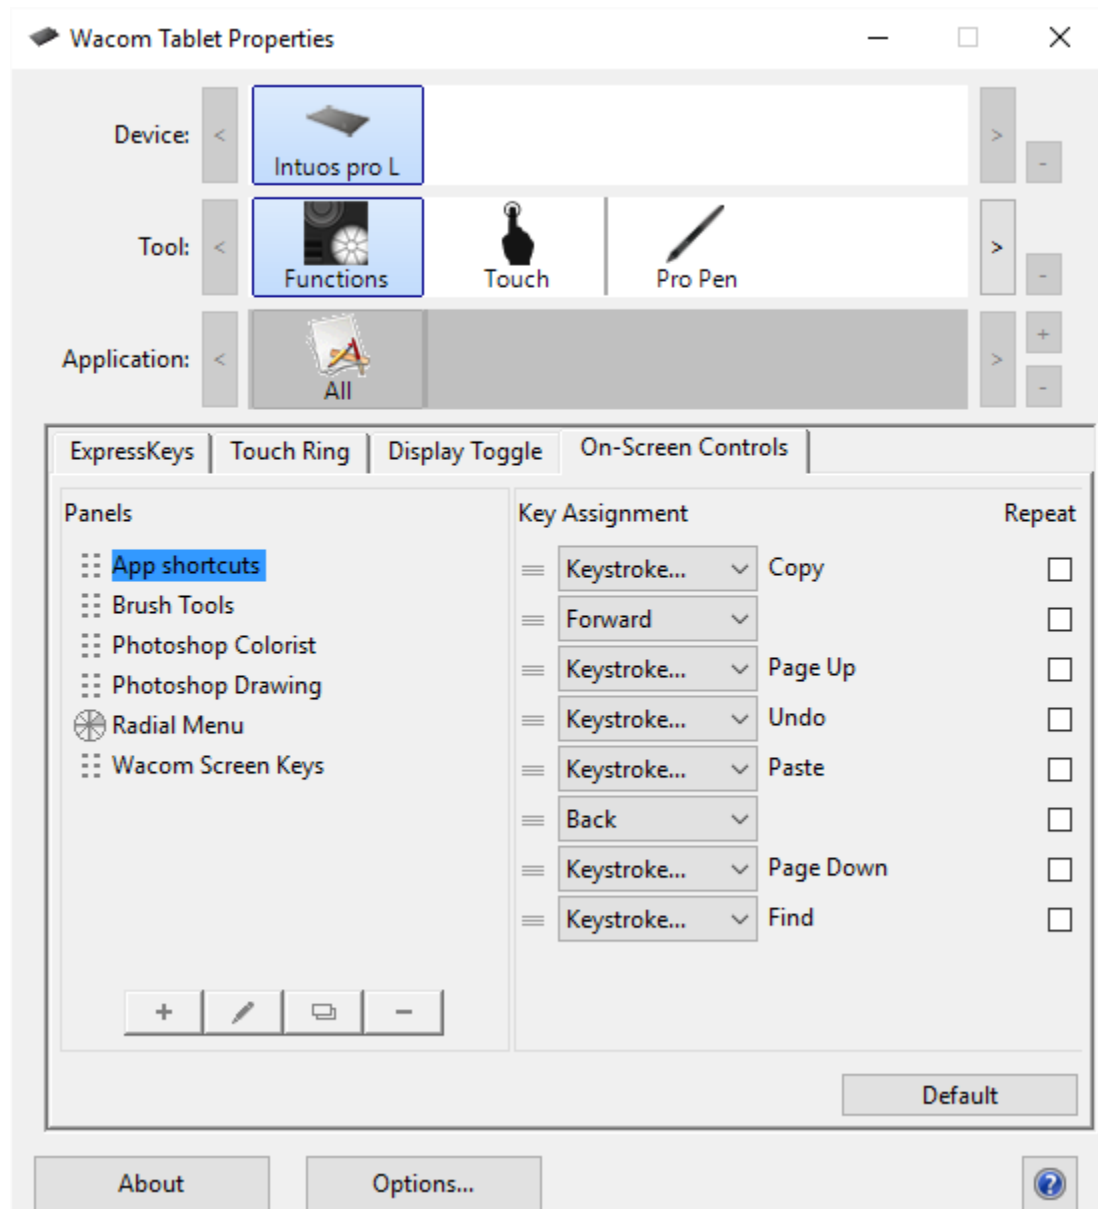 Wacom Tablet Properties
Device: < Intuos pro L > -
Tool: < Functions Touch Pro Pen > -
Application: < All > + -
ExpressKeys Touch Ring Display Toggle On-Screen Controls
Panels Key Assignment Repeat
App shortcuts Keystroke... Copy
Brush Tools Forward
Photoshop Colorist Keystroke... Page Up
Photoshop Drawing Keystroke... Undo
Radial Menu Keystroke... Paste
Wacom Screen Keys Back
Keystroke... Page Down
Keystroke... Find
+ -
Default
About Options... ?